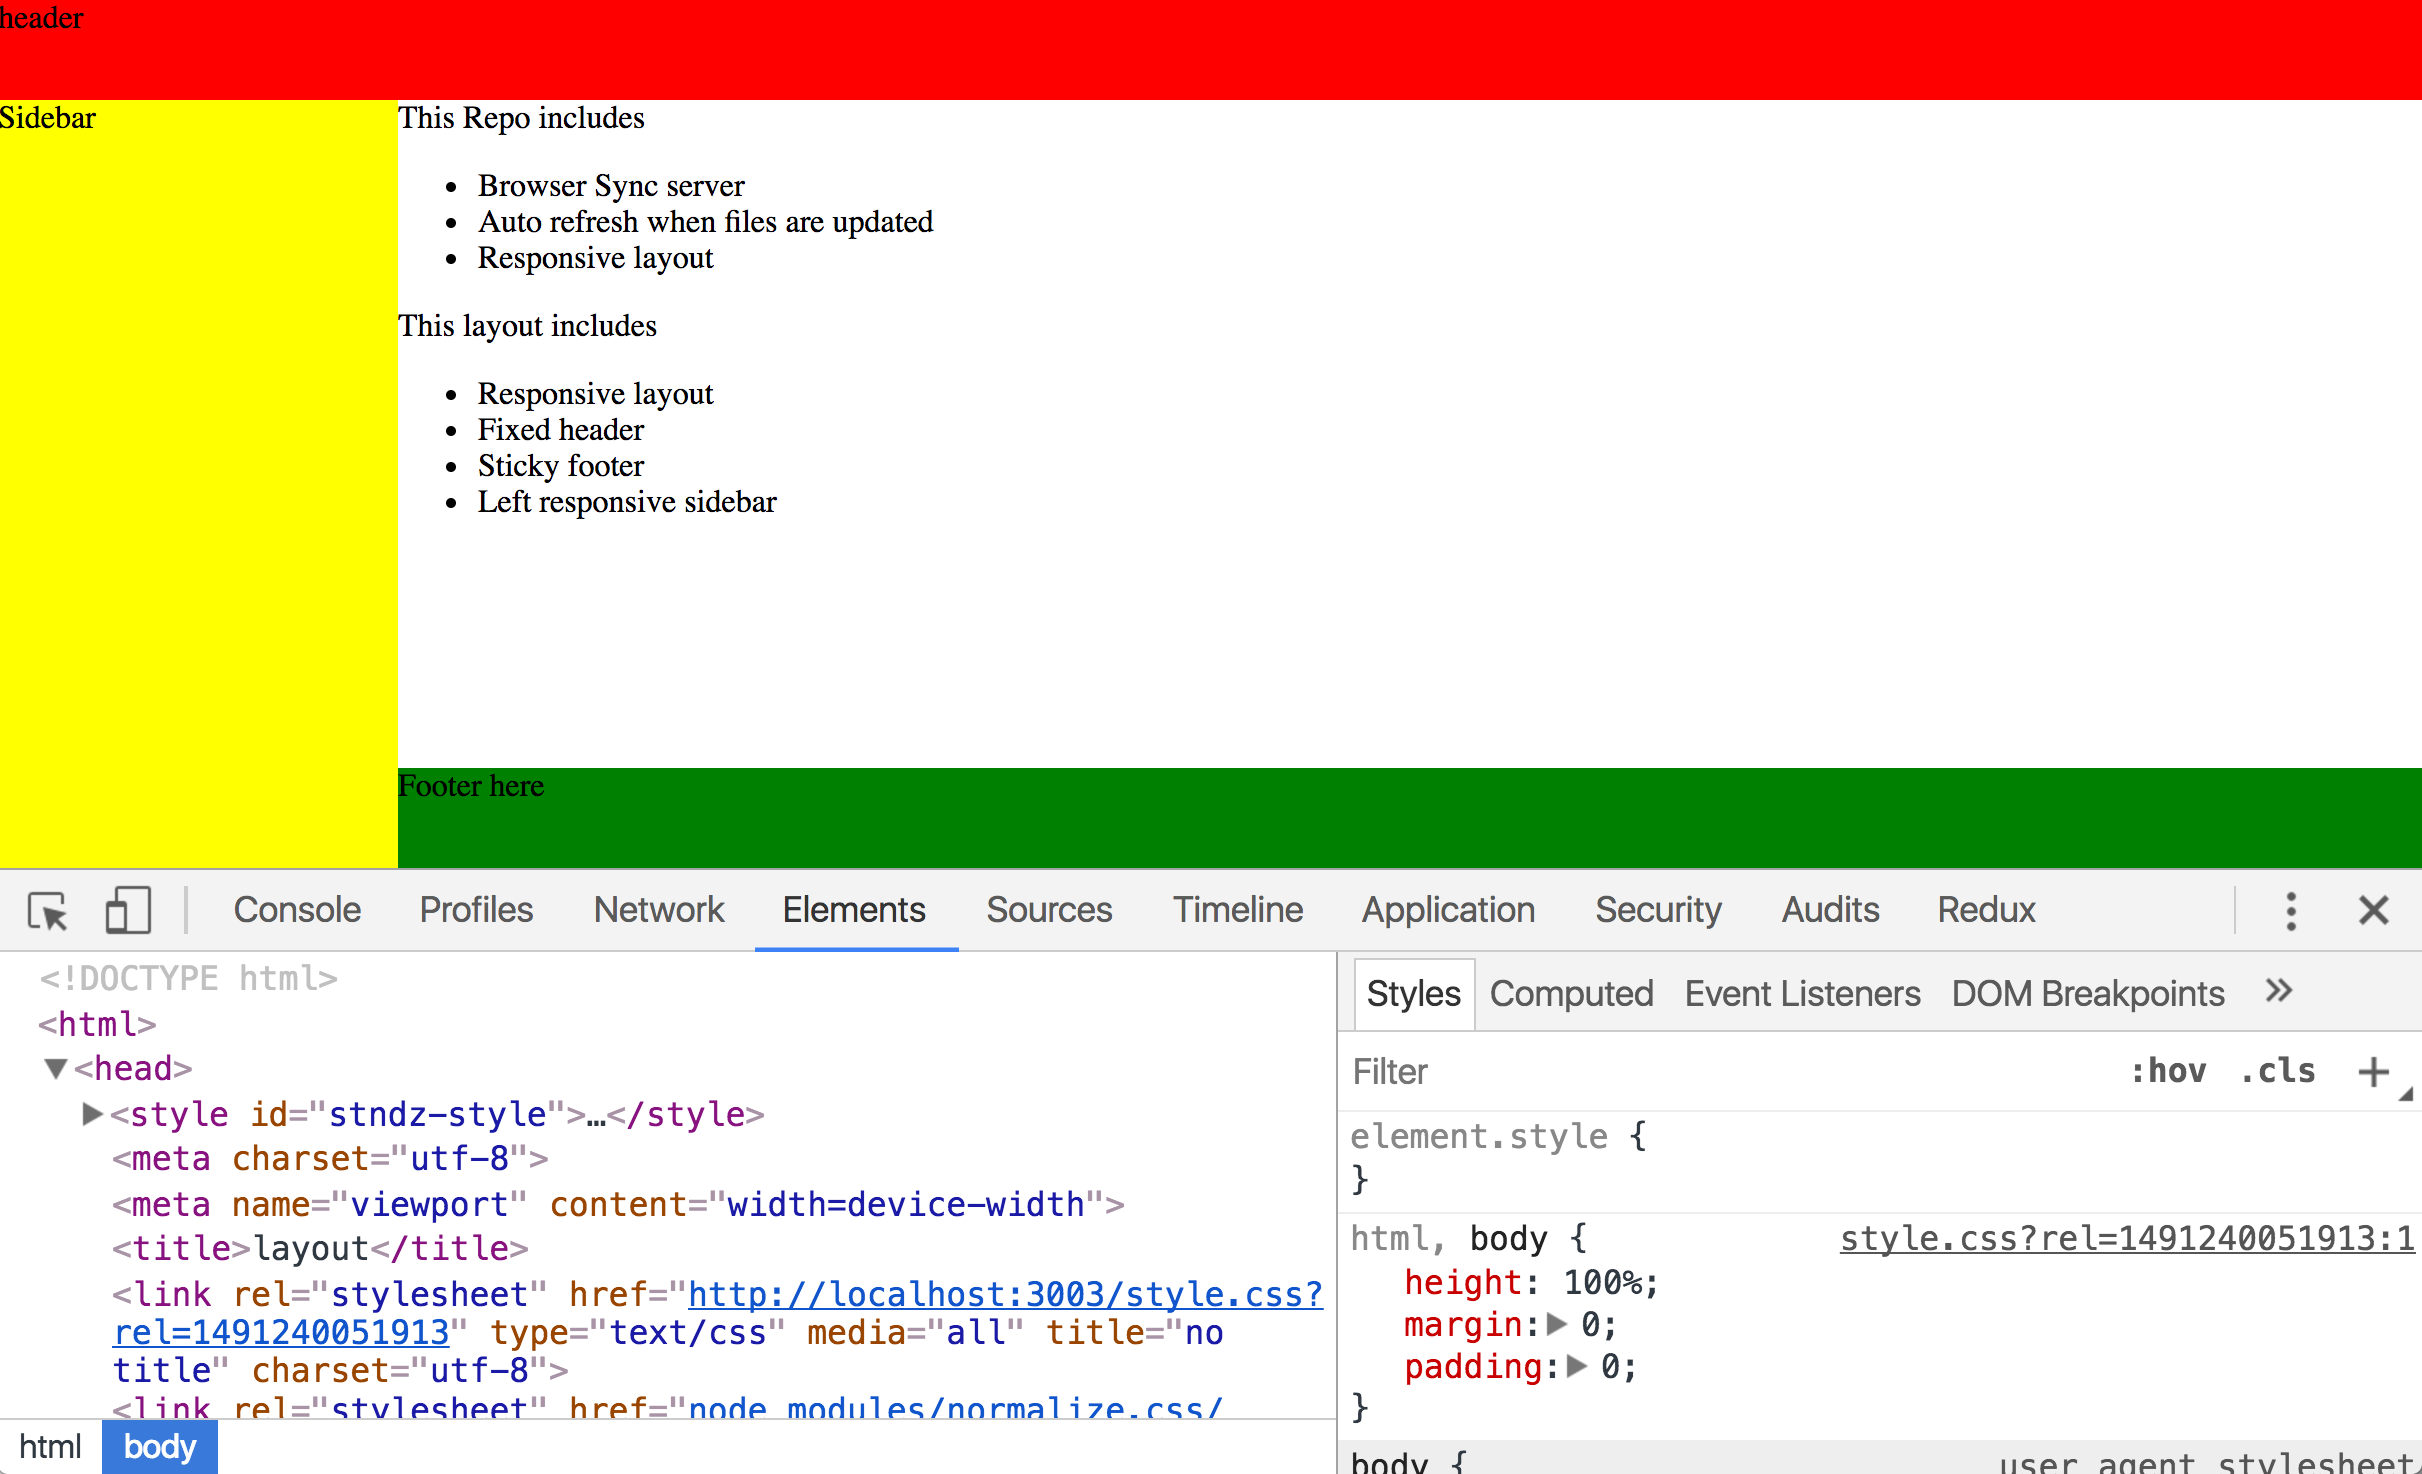 header
Sidebar
This Repo includes
• Browser Sync server
• Auto refresh when files are updated
• Responsive layout
This layout includes
• Responsive layout
• Fixed header
• Sticky footer
• Left responsive sidebar
Footer here
Console Profiles Network Elements Sources Timeline Application Security Audits Redux
<!DOCTYPE html>
<html>
▼<head>
▶<style id="stndz-style">…</style>
<meta charset="utf-8">
<meta name="viewport" content="width=device-width">
<title>layout</title>
<link rel="stylesheet" href="http://localhost:3003/style.css?
rel=1491240051913" type="text/css" media="all" title="no
title" charset="utf-8">
<link rel="stylesheet" href="node_modules/normalize.css/
html body
Styles Computed Event Listeners DOM Breakpoints »
Filter :hov .cls +
element.style {
}
html, body { style.css?rel=1491240051913:1
height: 100%;
margin:▶ 0;
padding:▶ 0;
}
body { user agent stylesheet